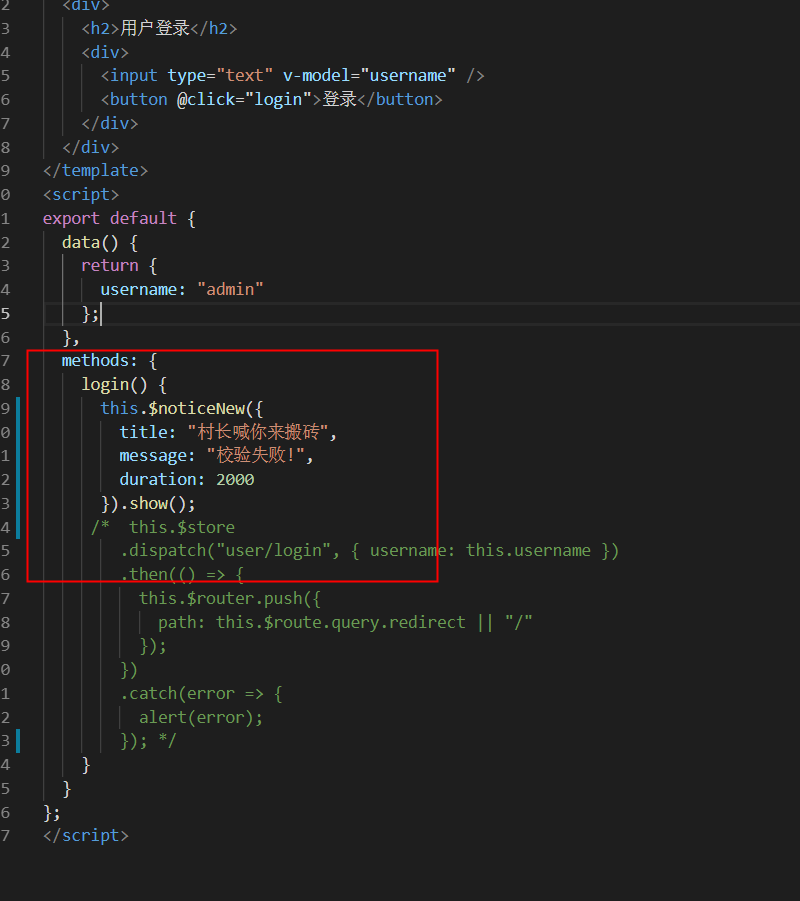 2 <div>
3 <h2>用户登录</h2>
4 <div>
5 <input type="text" v-model="username" />
6 <button @click="login">登录</button>
7 </div>
8 </div>
9 </template>
0 <script>
1 export default {
2 data() {
3 return {
4 username: "admin"
5 };
6 },
7 methods: {
8 login() {
9 this.$noticeNew({
0 title: "村长喊你来搬砖",
1 message: "校验失败!",
2 duration: 2000
3 }).show();
4 /*  this.$store
5 .dispatch("user/login", { username: this.username })
6 .then(() => {
7 this.$router.push({
8 path: this.$route.query.redirect || "/"
9 });
0 })
1 .catch(error => {
2 alert(error);
3 }); */
4 }
5 }
6 };
7 </script>